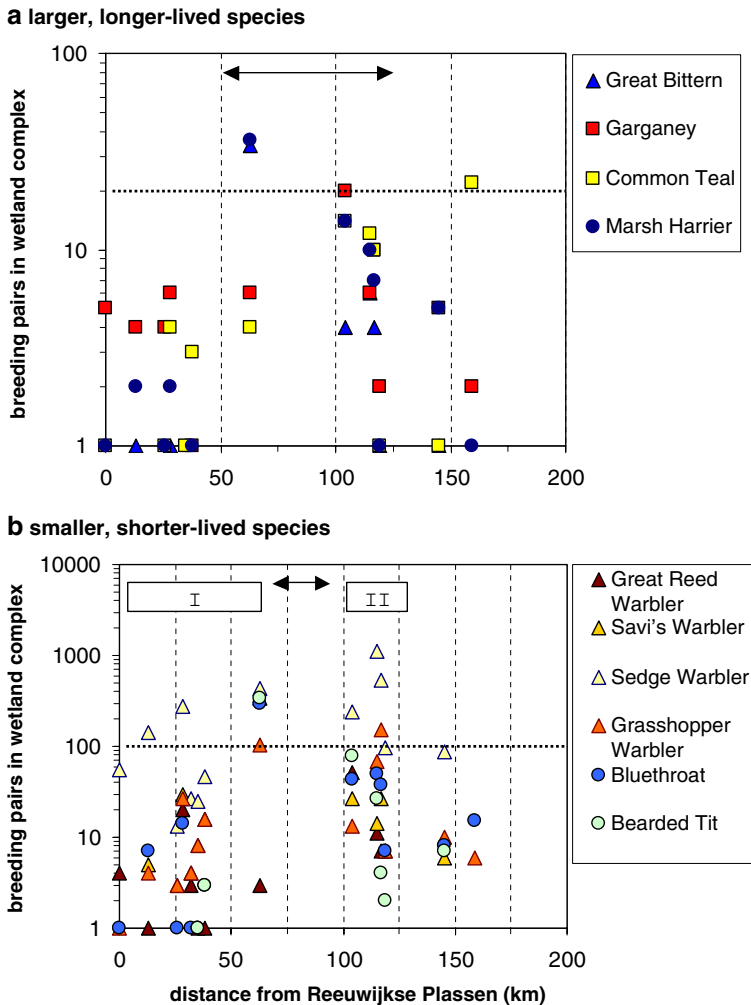 a larger, longer-lived species
breeding pairs in wetland complex
100
10
1
0
50
100
150
200
Great Bittern
Garganey
Common Teal
Marsh Harrier
b smaller, shorter-lived species
breeding pairs in wetland complex
10000
1000
100
10
1
I
II
0
50
100
150
200
distance from Reeuwijkse Plassen (km)
Great Reed
Warbler
Savi's Warbler
Sedge Warbler
Grasshopper
Warbler
Bluethroat
Bearded Tit